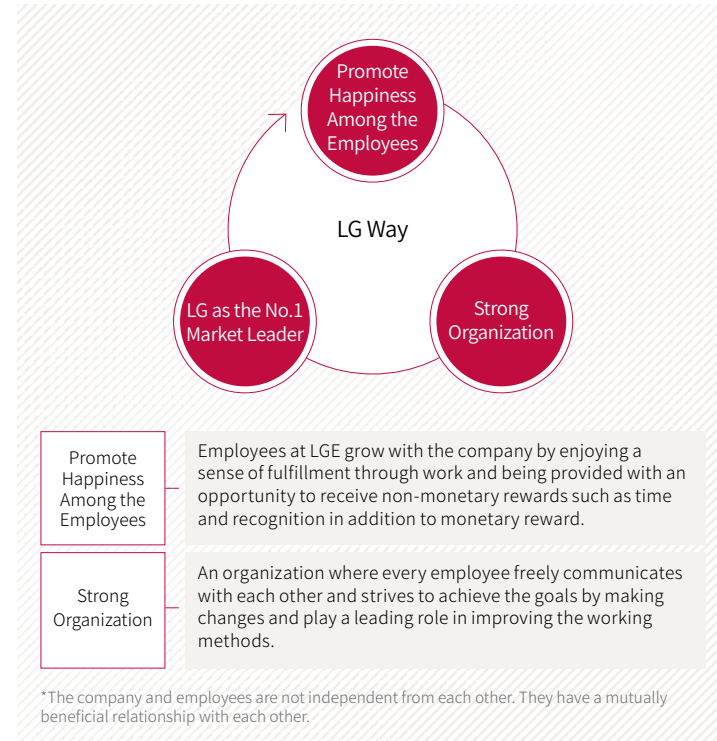 Promote
Happiness
Among the
Employees
LG Way
LG as the No.1
Market Leader
Strong
Organization
Promote
Happiness
Among the
Employees
Employees at LGE grow with the company by enjoying a
sense of fulfillment through work and being provided with an
opportunity to receive non-monetary rewards such as time
and recognition in addition to monetary reward.
Strong
Organization
An organization where every employee freely communicates
with each other and strives to achieve the goals by making
changes and play a leading role in improving the working
methods.
*The company and employees are not independent from each other. They have a mutually
beneficial relationship with each other.